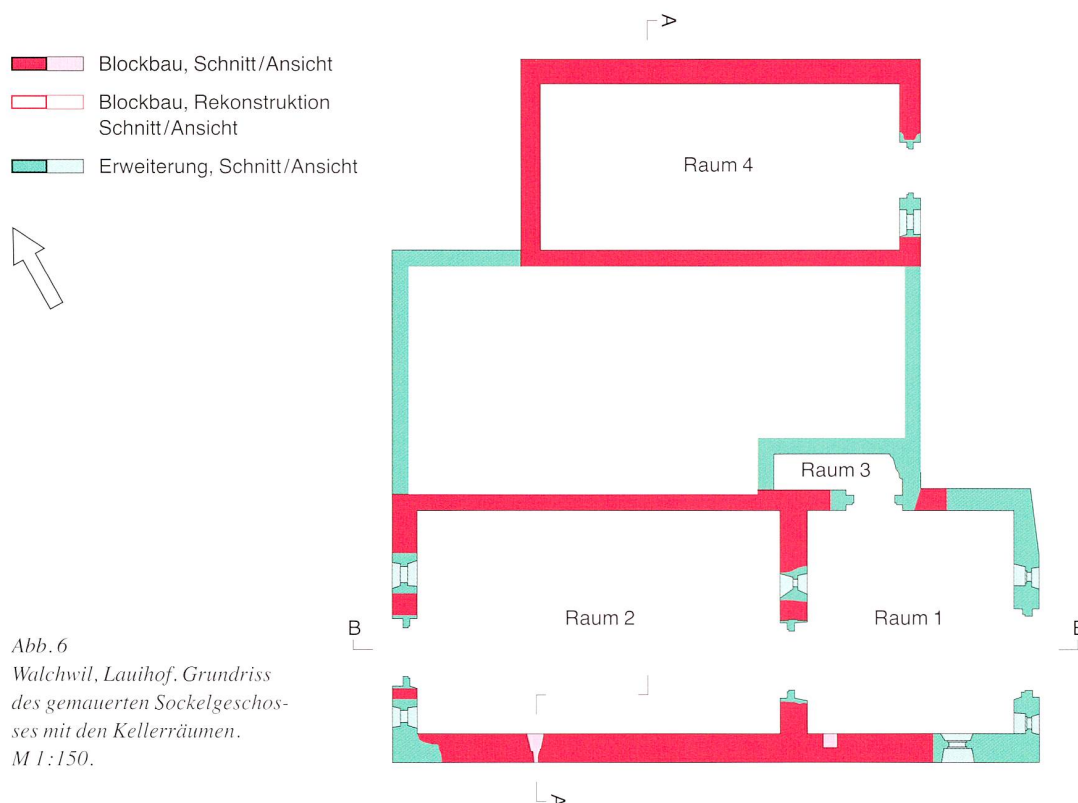 A
Blockbau, Schnitt/Ansicht
Blockbau, Rekonstruktion
Schnitt/Ansicht
Erweiterung, Schnitt/Ansicht
Raum 4
Raum 3
Raum 2
Raum 1
B
B
Abb. 6
Walchwil, Lauihof. Grundriss
des gemauerten Sockelgeschos-
ses mit den Kellerräumen.
M 1:150.
A